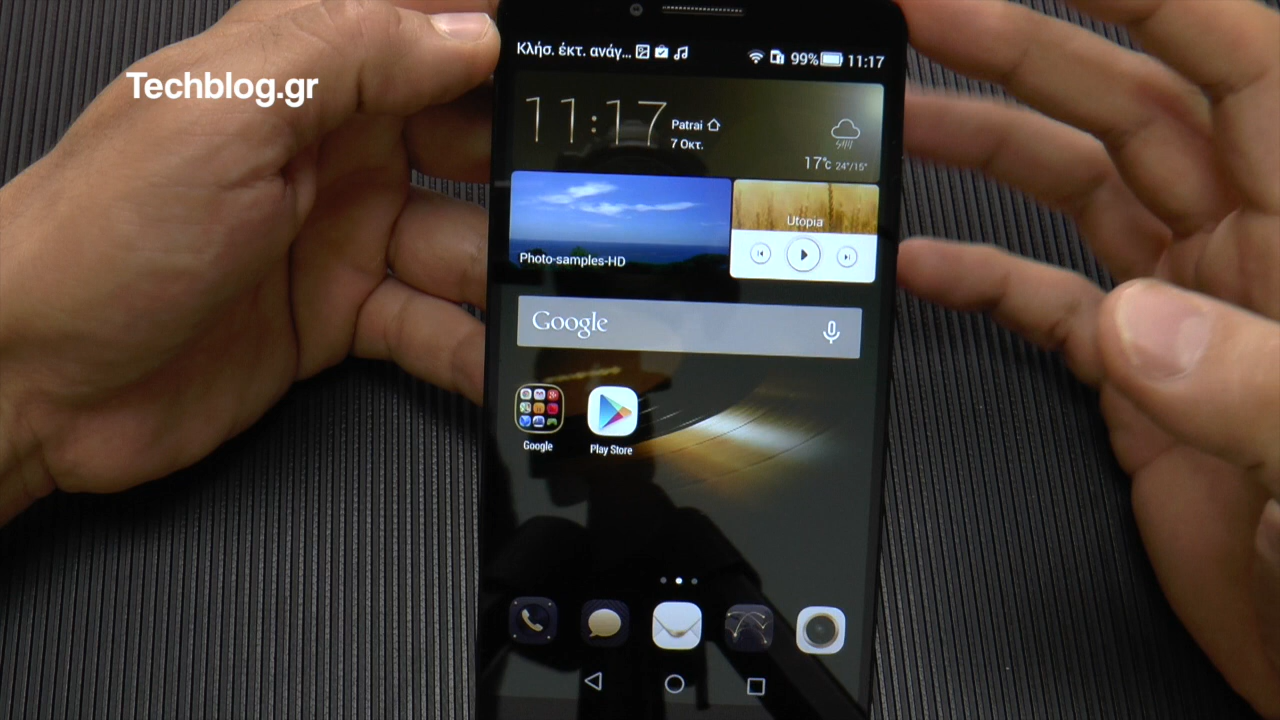 Techblog.gr
Κλήσ. έκτ. ανάγ...
99%
11:17
11:17
Patrai
7 Οκτ.
17°c 24°/15°
Photo-samples-HD
Utopia
Google
Google
Play Store